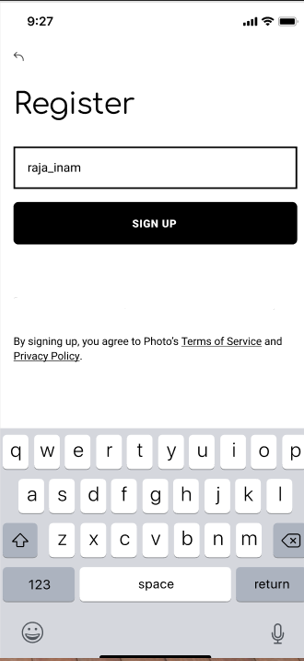 9:27
Register
raja_inam
SIGN UP
By signing up, you agree to Photo's Terms of Service and
Privacy Policy.
q w e r t y u i o p
a s d f g h j k l
z x c v b n m
123 space return